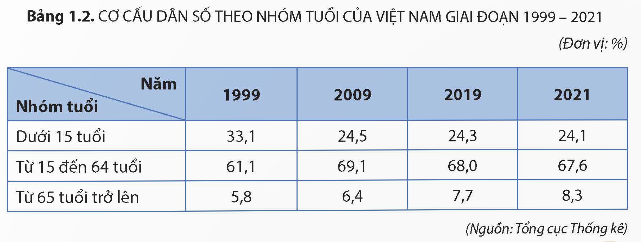 Bảng 1.2. CƠ CẤU DÂN SỐ THEO NHÓM TUỔI CỦA VIỆT NAM GIAI ĐOẠN 1999 – 2021
(Đơn vị: %)
Năm
Nhóm tuổi
1999 2009 2019 2021
Dưới 15 tuổi 33,1 24,5 24,3 24,1
Từ 15 đến 64 tuổi 61,1 69,1 68,0 67,6
Từ 65 tuổi trở lên 5,8 6,4 7,7 8,3
(Nguồn: Tổng cục Thống kê)